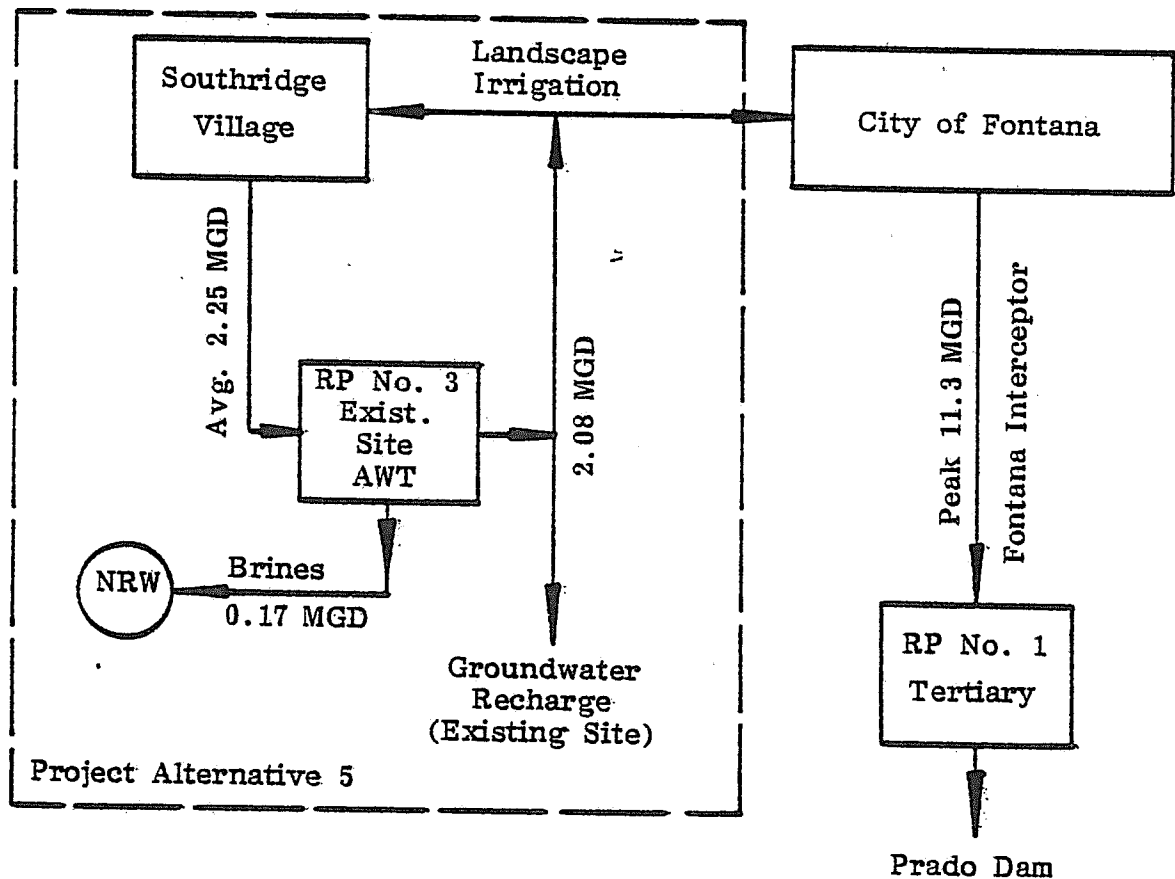 Landscape
Irrigation
Southridge
Village
City of Fontana
Avg. 2.25 MGD
2.08 MGD
Peak 11.3 MGD
Fontana Interceptor
RP No. 3
Exist.
Site
AWT
NRW
Brines
0.17 MGD
RP No. 1
Tertiary
Groundwater
Recharge
(Existing Site)
Project Alternative 5
Prado Dam